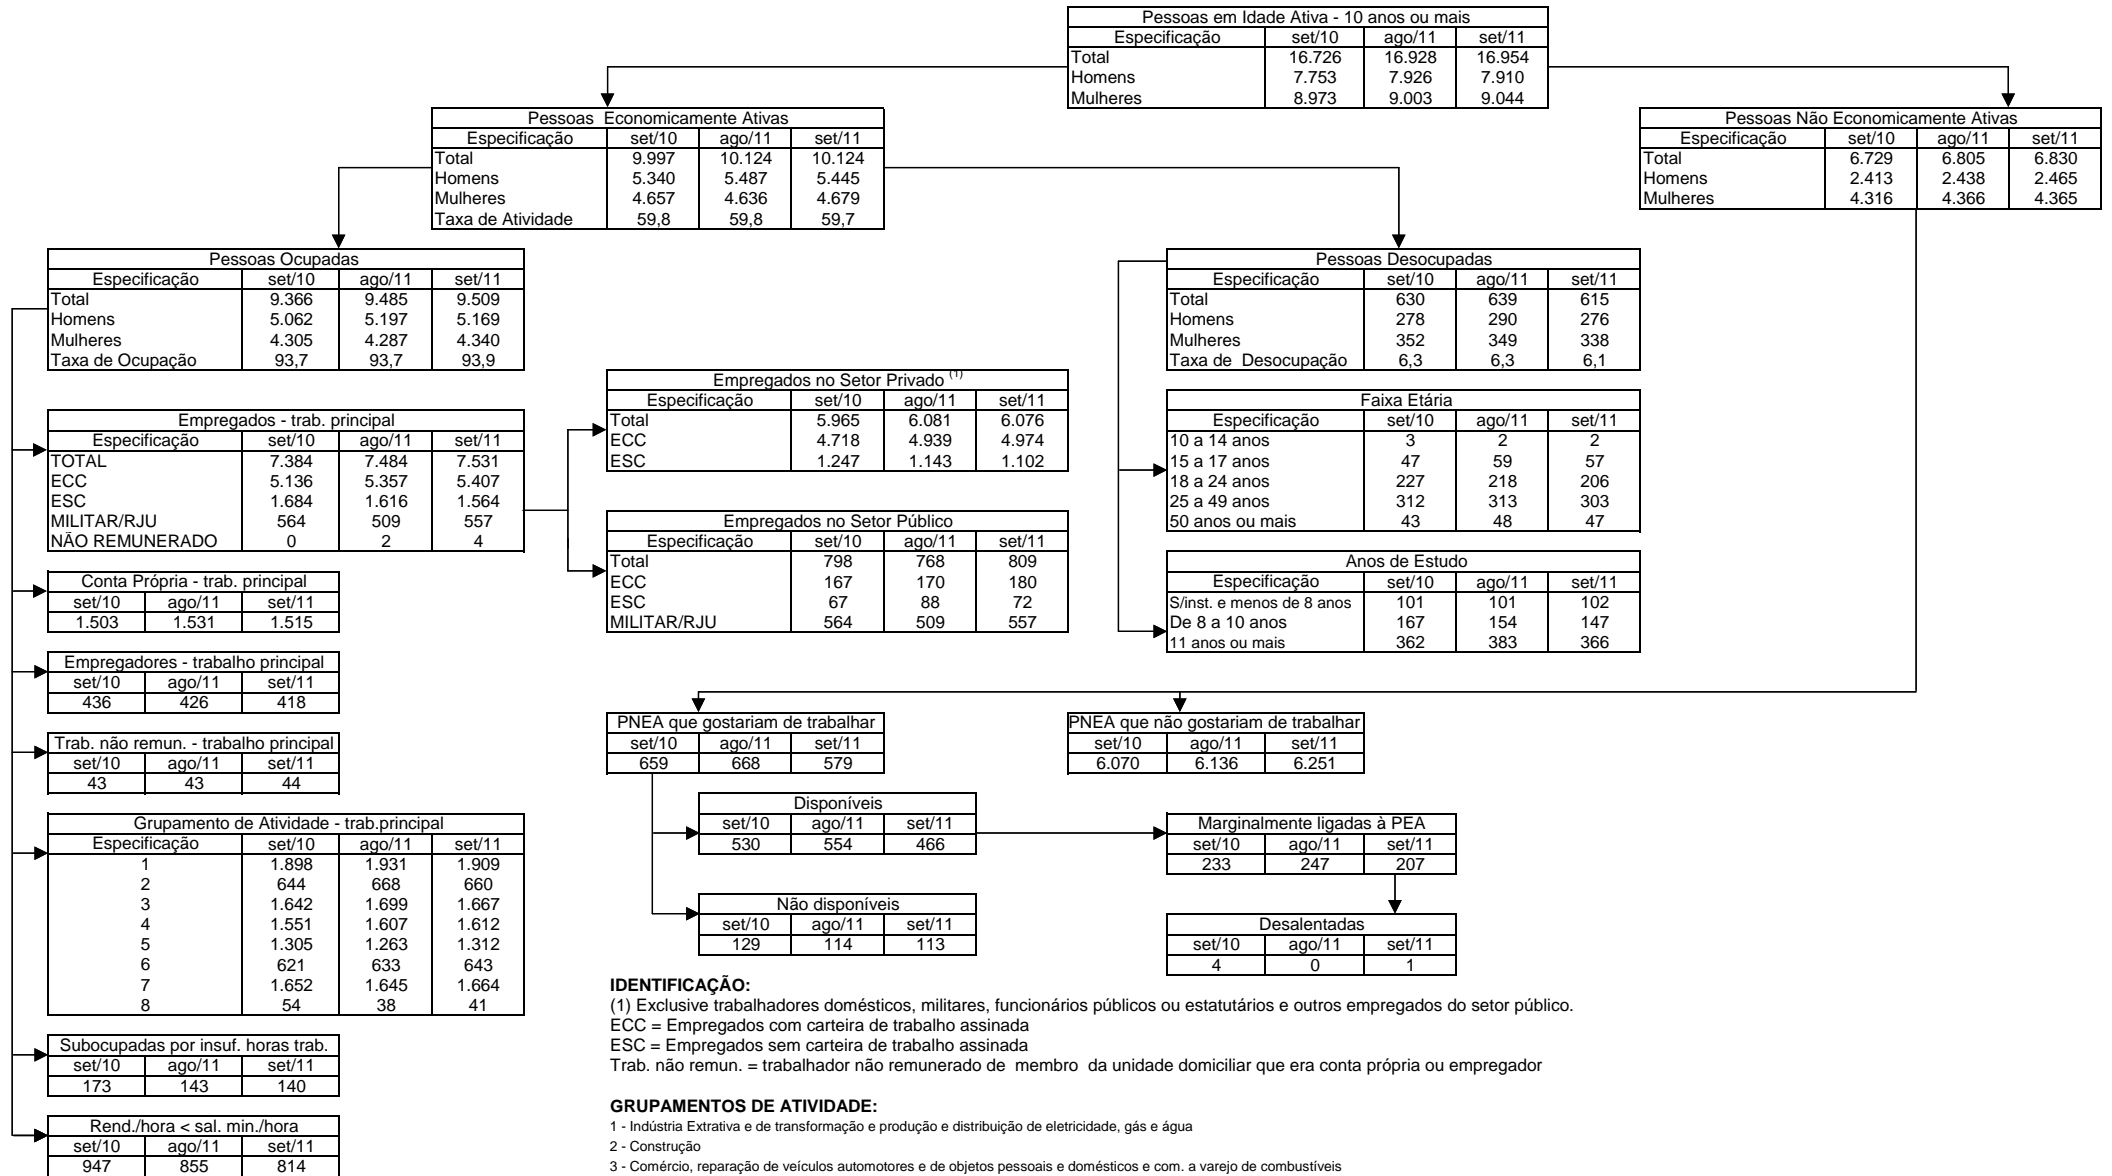 Pessoas em Idade Ativa - 10 anos ou mais
Especificação set/10 ago/11 set/11
Total 16.726 16.928 16.954
Homens 7.753 7.926 7.910
Mulheres 8.973 9.003 9.044
Pessoas Economicamente Ativas
Especificação set/10 ago/11 set/11
Total 9.997 10.124 10.124
Homens 5.340 5.487 5.445
Mulheres 4.657 4.636 4.679
Taxa de Atividade 59,8 59,8 59,7
Pessoas Não Economicamente Ativas
Especificação set/10 ago/11 set/11
Total 6.729 6.805 6.830
Homens 2.413 2.438 2.465
Mulheres 4.316 4.366 4.365
Pessoas Ocupadas
Especificação set/10 ago/11 set/11
Total 9.366 9.485 9.509
Homens 5.062 5.197 5.169
Mulheres 4.305 4.287 4.340
Taxa de Ocupação 93,7 93,7 93,9
Pessoas Desocupadas
Especificação set/10 ago/11 set/11
Total 630 639 615
Homens 278 290 276
Mulheres 352 349 338
Taxa de Desocupação 6,3 6,3 6,1
Empregados - trab. principal
Especificação set/10 ago/11 set/11
TOTAL 7.384 7.484 7.531
ECC 5.136 5.357 5.407
ESC 1.684 1.616 1.564
MILITAR/RJU 564 509 557
NÃO REMUNERADO 0 2 4
Empregados no Setor Privado (1)
Especificação set/10 ago/11 set/11
Total 5.965 6.081 6.076
ECC 4.718 4.939 4.974
ESC 1.247 1.143 1.102
Empregados no Setor Público
Especificação set/10 ago/11 set/11
Total 798 768 809
ECC 167 170 180
ESC 67 88 72
MILITAR/RJU 564 509 557
Faixa Etária
Especificação set/10 ago/11 set/11
10 a 14 anos 3 2 2
15 a 17 anos 47 59 57
18 a 24 anos 227 218 206
25 a 49 anos 312 313 303
50 anos ou mais 43 48 47
Anos de Estudo
Especificação set/10 ago/11 set/11
S/inst. e menos de 8 anos 101 101 102
De 8 a 10 anos 167 154 147
11 anos ou mais 362 383 366
Conta Própria - trab. principal
set/10 ago/11 set/11
1.503 1.531 1.515
Empregadores - trabalho principal
set/10 ago/11 set/11
436 426 418
Trab. não remun. - trabalho principal
set/10 ago/11 set/11
43 43 44
Grupamento de Atividade - trab.principal
Especificação set/10 ago/11 set/11
1 1.898 1.931 1.909
2 644 668 660
3 1.642 1.699 1.667
4 1.551 1.607 1.612
5 1.305 1.263 1.312
6 621 633 643
7 1.652 1.645 1.664
8 54 38 41
Subocupadas por insuf. horas trab.
set/10 ago/11 set/11
173 143 140
Rend./hora < sal. min./hora
set/10 ago/11 set/11
947 855 814
PNEA que gostariam de trabalhar
set/10 ago/11 set/11
659 668 579
PNEA que não gostariam de trabalhar
set/10 ago/11 set/11
6.070 6.136 6.251
Disponíveis
set/10 ago/11 set/11
530 554 466
Marginalmente ligadas à PEA
set/10 ago/11 set/11
233 247 207
Não disponíveis
set/10 ago/11 set/11
129 114 113
Desalentadas
set/10 ago/11 set/11
4 0 1
IDENTIFICAÇÃO:
(1) Exclusive trabalhadores domésticos, militares, funcionários públicos ou estatutários e outros empregados do setor público.
ECC = Empregados com carteira de trabalho assinada
ESC = Empregados sem carteira de trabalho assinada
Trab. não remun. = trabalhador não remunerado de membro da unidade domiciliar que era conta própria ou empregador
GRUPAMENTOS DE ATIVIDADE:
1 - Indústria Extrativa e de transformação e produção e distribuição de eletricidade, gás e água
2 - Construção
3 - Comércio, reparação de veículos automotores e de objetos pessoais e domésticos e com. a varejo de combustíveis